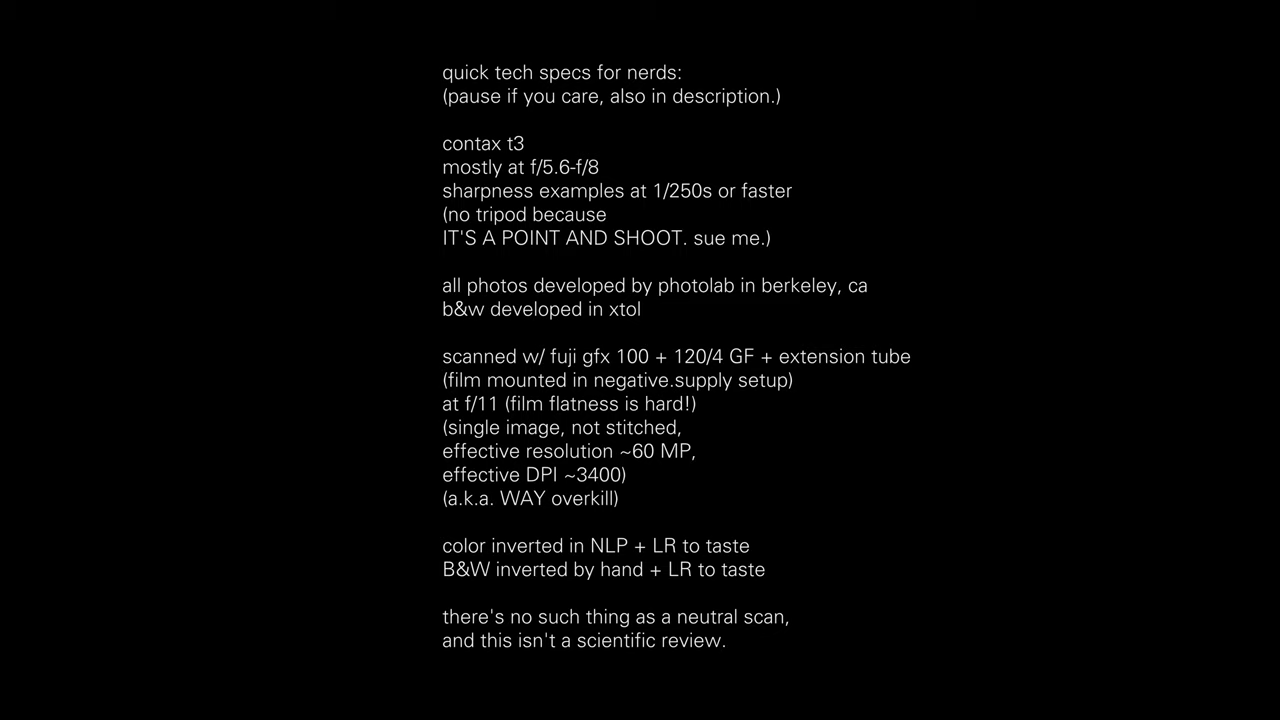 quick tech specs for nerds:
(pause if you care, also in description.)
contax t3
mostly at f/5.6-f/8
sharpness examples at 1/250s or faster
(no tripod because
IT'S A POINT AND SHOOT. sue me.)
all photos developed by photolab in berkeley, ca
b&w developed in xtol
scanned w/ fuji gfx 100 + 120/4 GF + extension tube
(film mounted in negative.supply setup)
at f/11 (film flatness is hard!)
(single image, not stitched,
effective resolution ~60 MP,
effective DPI ~3400)
(a.k.a. WAY overkill)
color inverted in NLP + LR to taste
B&W inverted by hand + LR to taste
there's no such thing as a neutral scan,
and this isn't a scientific review.